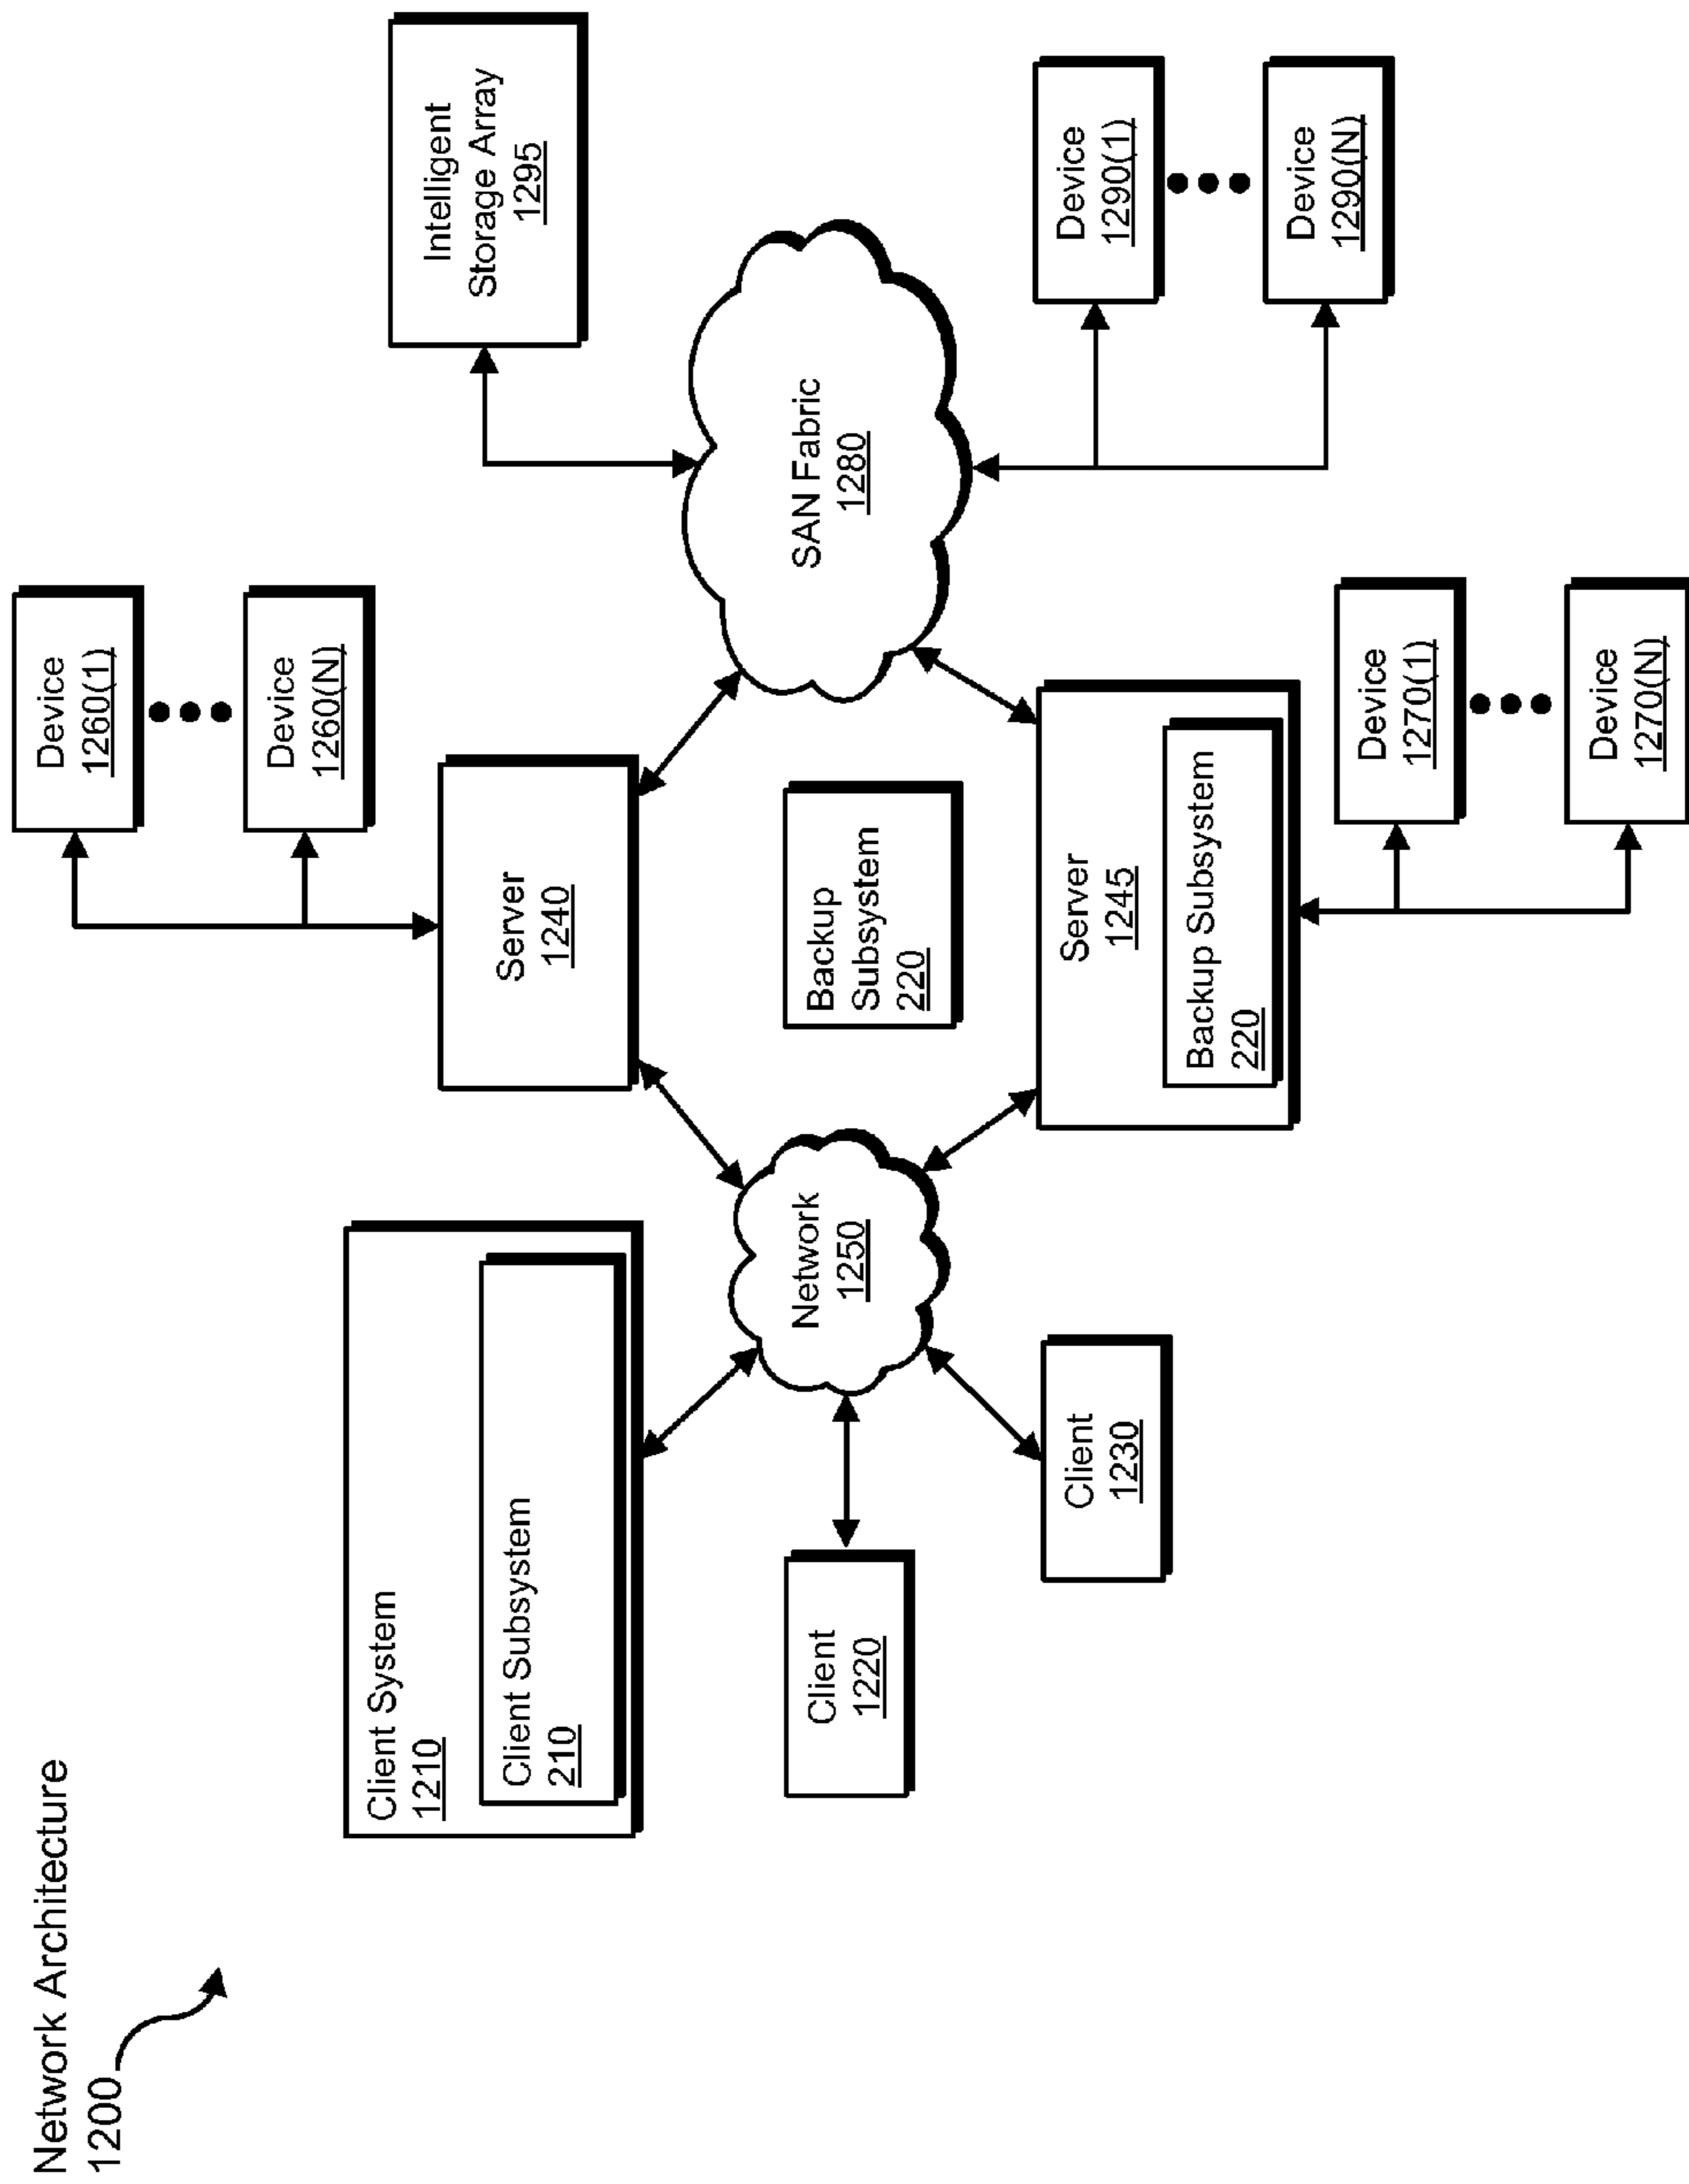 Network Architecture
1200
Device
1260(1)
Device
1260(N)
Intelligent
Storage Array
1295
Client System
1210
Client Subsystem
210
Server
1240
Client
1220
Network
1250
Backup
Subsystem
220
SAN Fabric
1280
Client
1230
Server
1245
Backup Subsystem
220
Device
1290(1)
Device
1290(N)
Device
1270(1)
Device
1270(N)